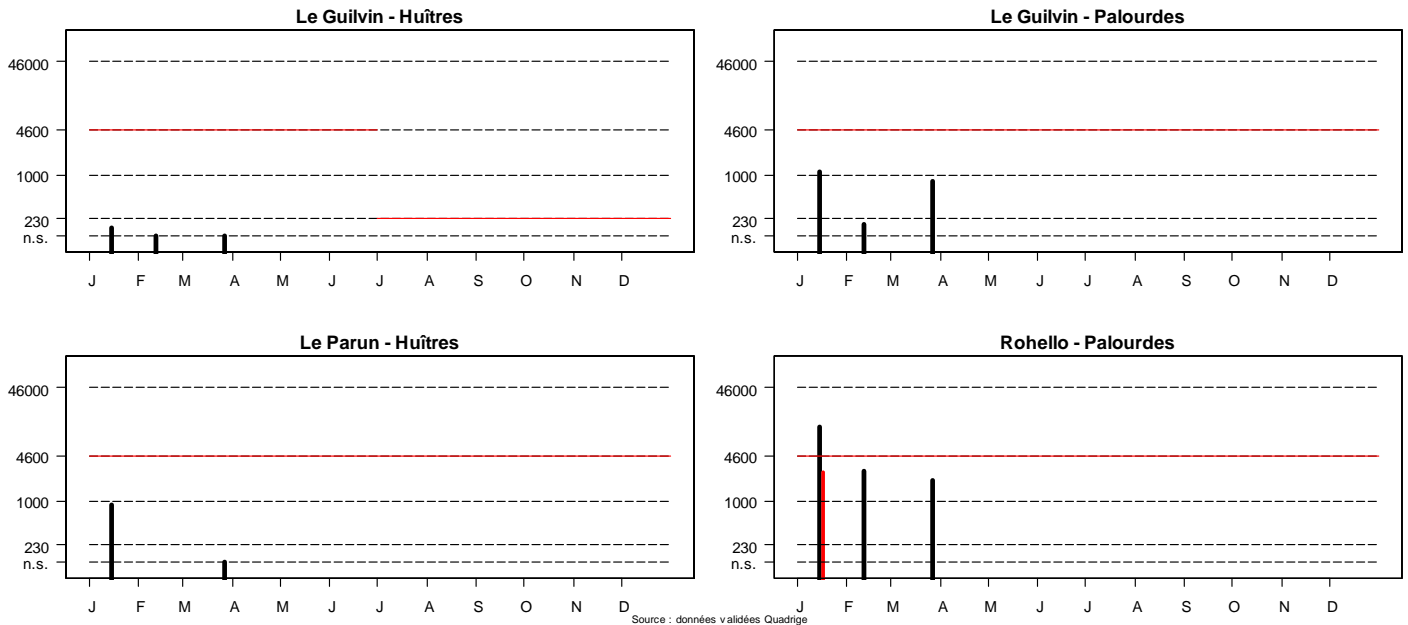 Le Guilvin - Huîtres
46000
4600
1000
230
n.s.
J F M A M J J A S O N D
Le Guilvin - Palourdes
46000
4600
1000
230
n.s.
J F M A M J J A S O N D
Le Parun - Huîtres
46000
4600
1000
230
n.s.
J F M A M J J A S O N D
Rohello - Palourdes
46000
4600
1000
230
n.s.
J F M A M J J A S O N D
Source : données validées Quadrige